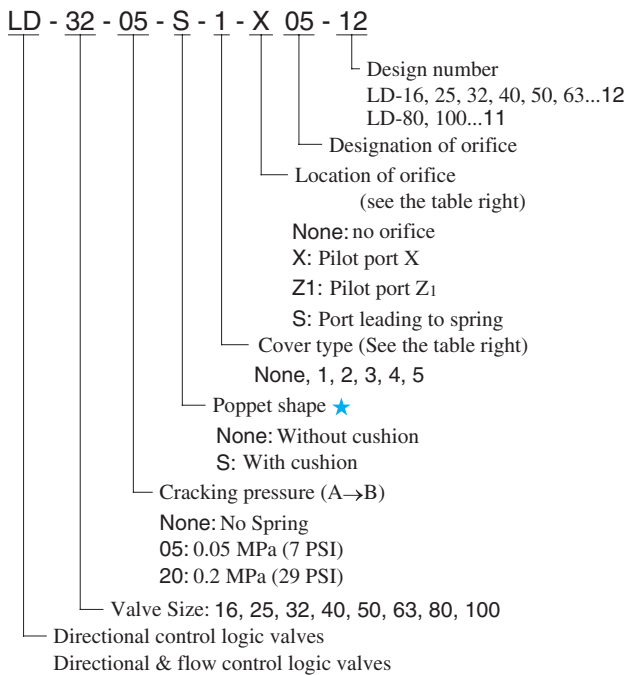 LD - 32 - 05 - S - 1 - X 05 - 12
Design number
LD-16, 25, 32, 40, 50, 63...12
LD-80, 100...11
Designation of orifice
Location of orifice
(see the table right)
None: no orifice
X: Pilot port X
Z1: Pilot port Z1
S: Port leading to spring
Cover type (See the table right)
None, 1, 2, 3, 4, 5
Poppet shape ★
None: Without cushion
S: With cushion
Cracking pressure (A→B)
None: No Spring
05: 0.05 MPa (7 PSI)
20: 0.2 MPa (29 PSI)
Valve Size: 16, 25, 32, 40, 50, 63, 80, 100
Directional control logic valves
Directional & flow control logic valves